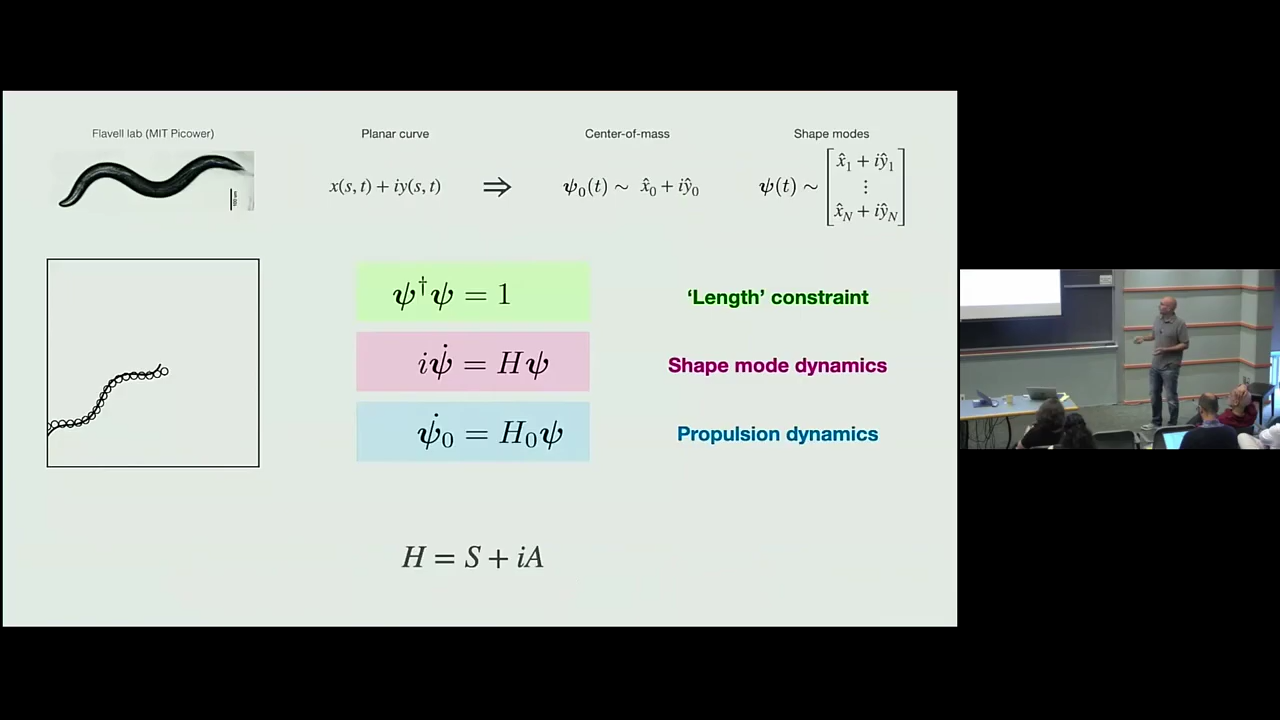 Flavell lab (MIT Picower)
Planar curve
Center-of-mass
Shape modes
x(s, t) + iy(s, t) ⇒ ψ₀(t) ∼ x̂₀ + iŷ₀
ψ(t) ∼ [x̂₁ + iŷ₁ ⋮ x̂_N + iŷ_N]
ψ†ψ = 1
'Length' constraint
iψ̇ = Hψ
Shape mode dynamics
ψ̇₀ = H₀ψ
Propulsion dynamics
H = S + iA